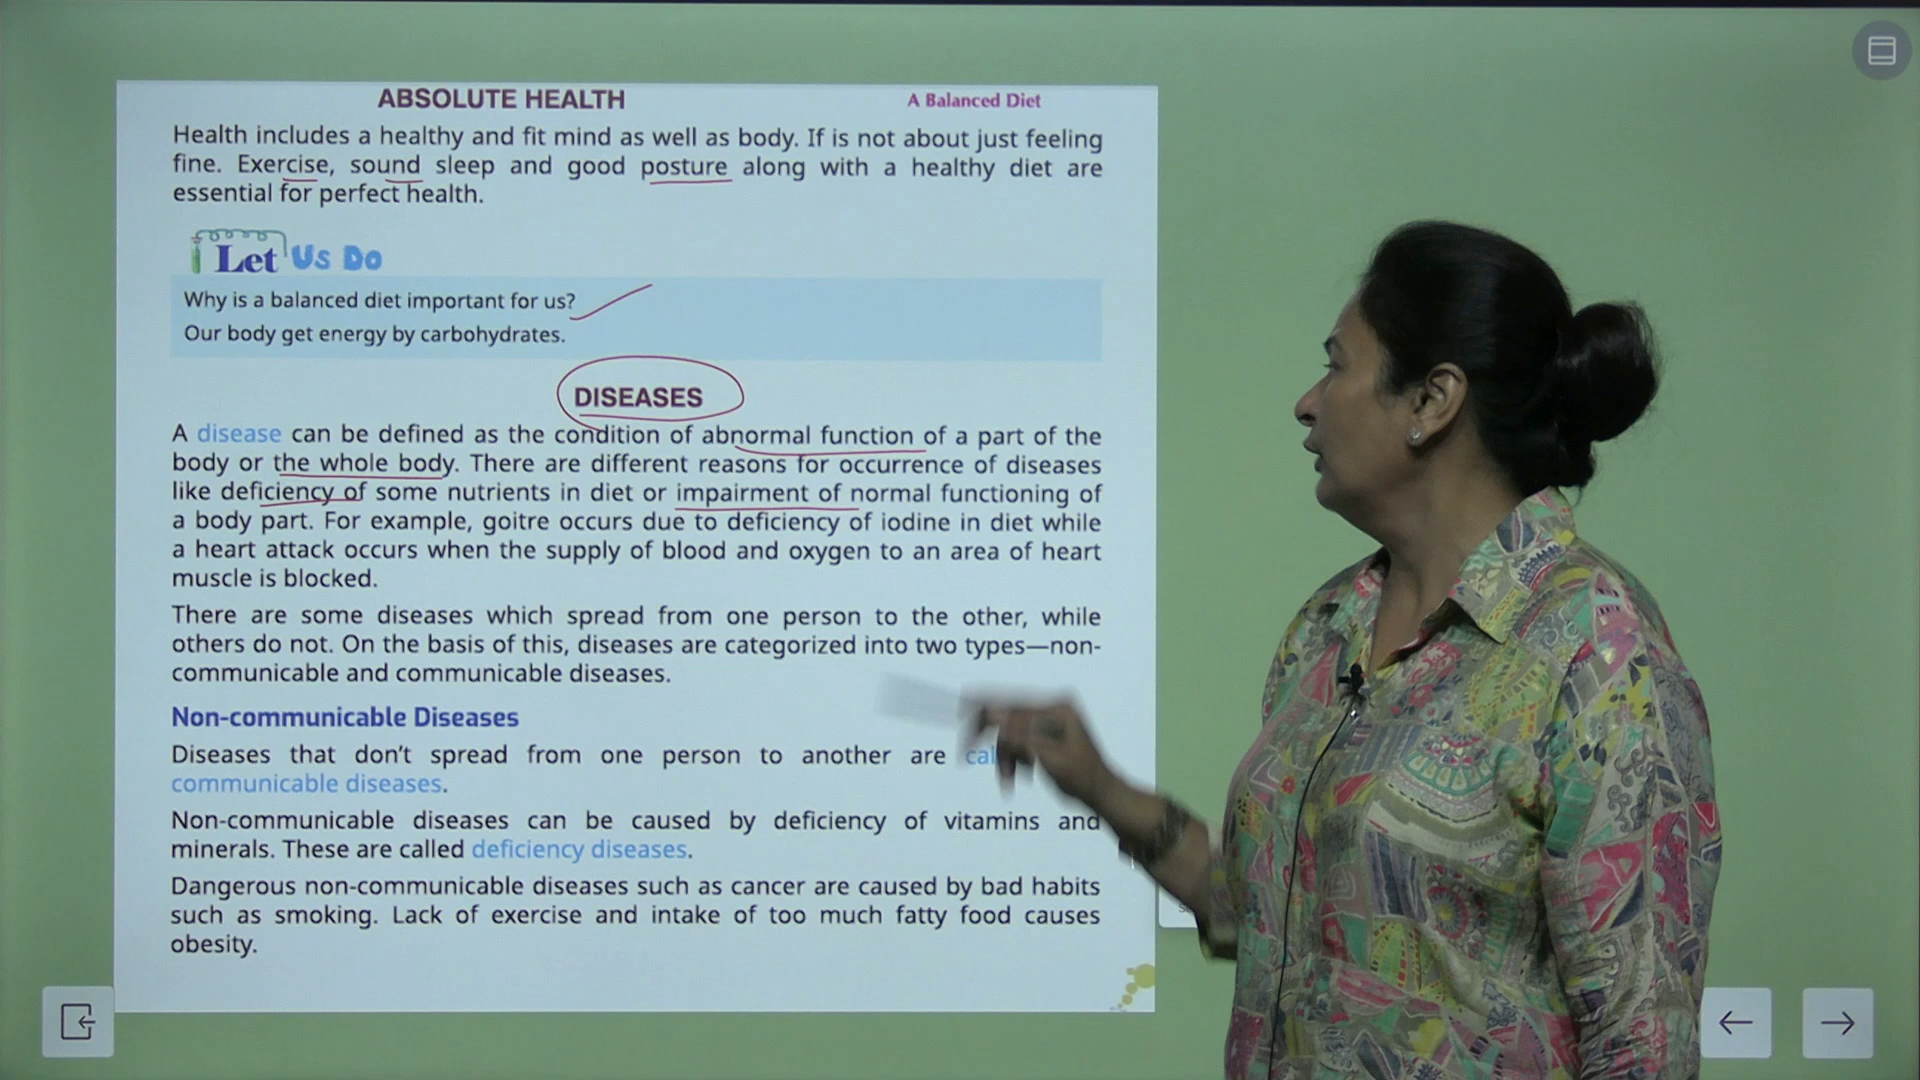 ABSOLUTE HEALTH
A Balanced Diet
Health includes a healthy and fit mind as well as body. If is not about just feeling
fine. Exercise, sound sleep and good posture along with a healthy diet are
essential for perfect health.
Let Us Do
Why is a balanced diet important for us?
Our body get energy by carbohydrates.
DISEASES
A disease can be defined as the condition of abnormal function of a part of the
body or the whole body. There are different reasons for occurrence of diseases
like deficiency of some nutrients in diet or impairment of normal functioning of
a body part. For example, goitre occurs due to deficiency of iodine in diet while
a heart attack occurs when the supply of blood and oxygen to an area of heart
muscle is blocked.
There are some diseases which spread from one person to the other, while
others do not. On the basis of this, diseases are categorized into two types—non-
communicable and communicable diseases.
Non-communicable Diseases
Diseases that don't spread from one person to another are
communicable diseases.
Non-communicable diseases can be caused by deficiency of vitamins and
minerals. These are called deficiency diseases.
Dangerous non-communicable diseases such as cancer are caused by bad habits
such as smoking. Lack of exercise and intake of too much fatty food causes
obesity.